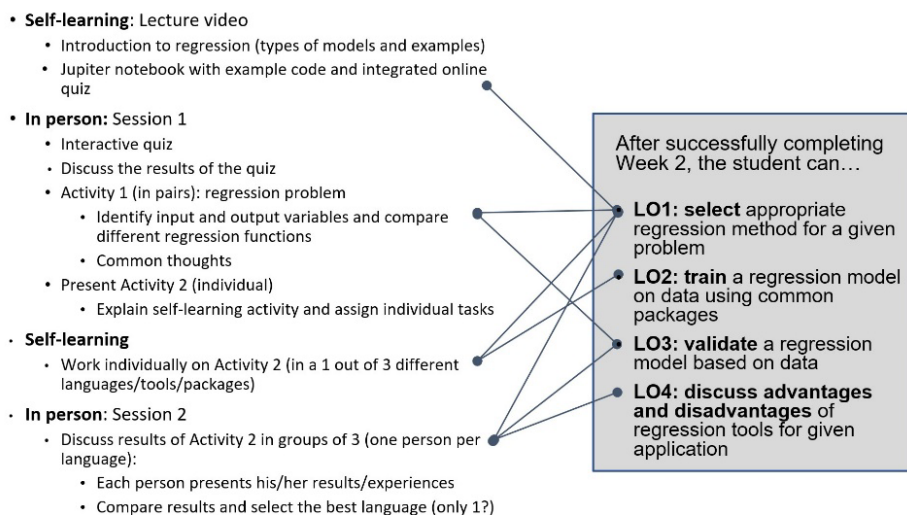 • Self-learning: Lecture video
• Introduction to regression (types of models and examples)
• Jupiter notebook with example code and integrated online
quiz
• In person: Session 1
• Interactive quiz
• Discuss the results of the quiz
• Activity 1 (in pairs): regression problem
• Identify input and output variables and compare
different regression functions
• Common thoughts
• Present Activity 2 (individual)
• Explain self-learning activity and assign individual tasks
• Self-learning
• Work individually on Activity 2 (in a 1 out of 3 different
languages/tools/packages)
• In person: Session 2
• Discuss results of Activity 2 in groups of 3 (one person per
language):
• Each person presents his/her results/experiences
• Compare results and select the best language (only 1?)
After successfully completing
Week 2, the student can…
• LO1: select appropriate
regression method for a given
problem
• LO2: train a regression model
on data using common
packages
• LO3: validate a regression
model based on data
• LO4: discuss advantages
and disadvantages of
regression tools for given
application